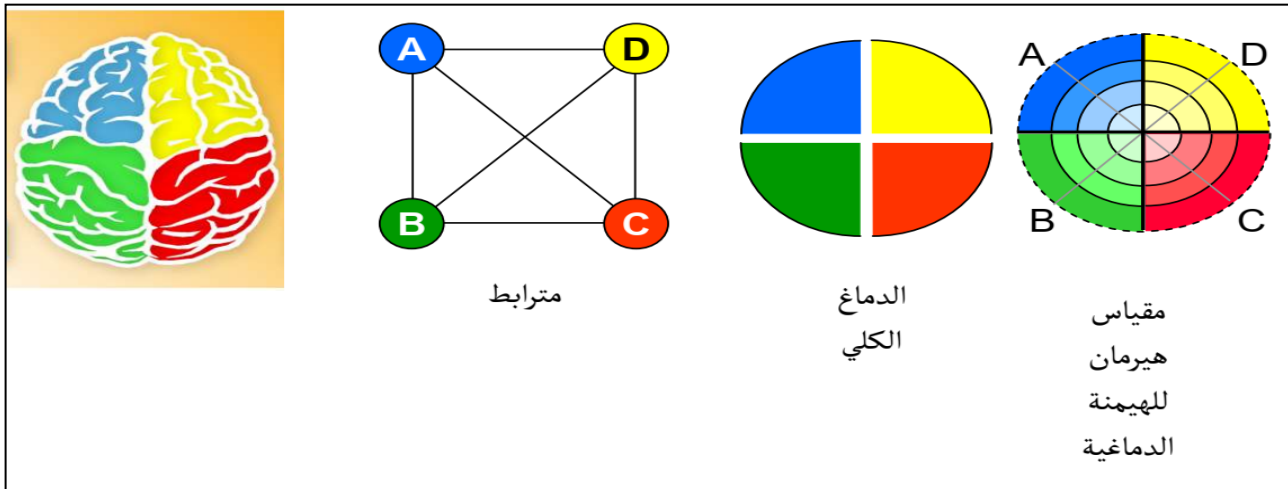 A D
B C
مترابط
الدماغ
الكلي
A D
B C
مقياس
هيرمان
للهيمنة
الدماغية